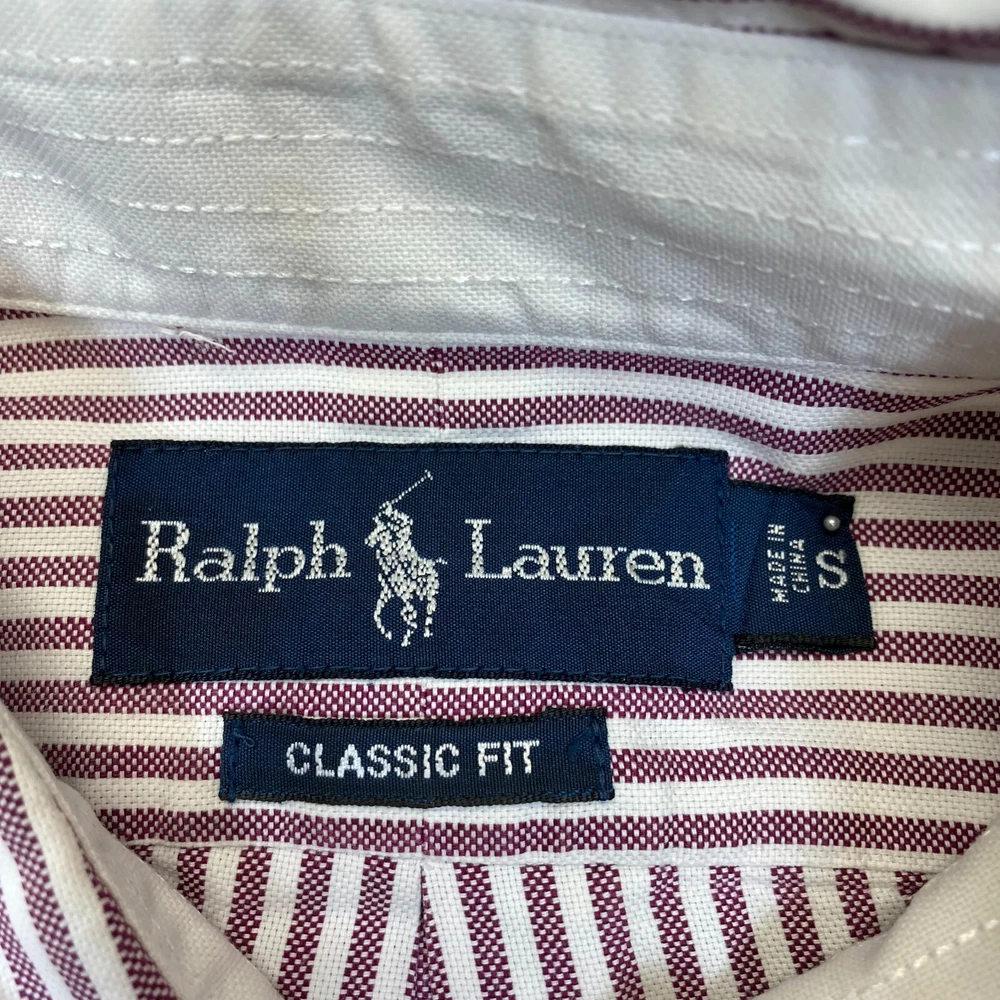 Ralph Lauren
MADE IN
CHINA
S
CLASSIC FIT